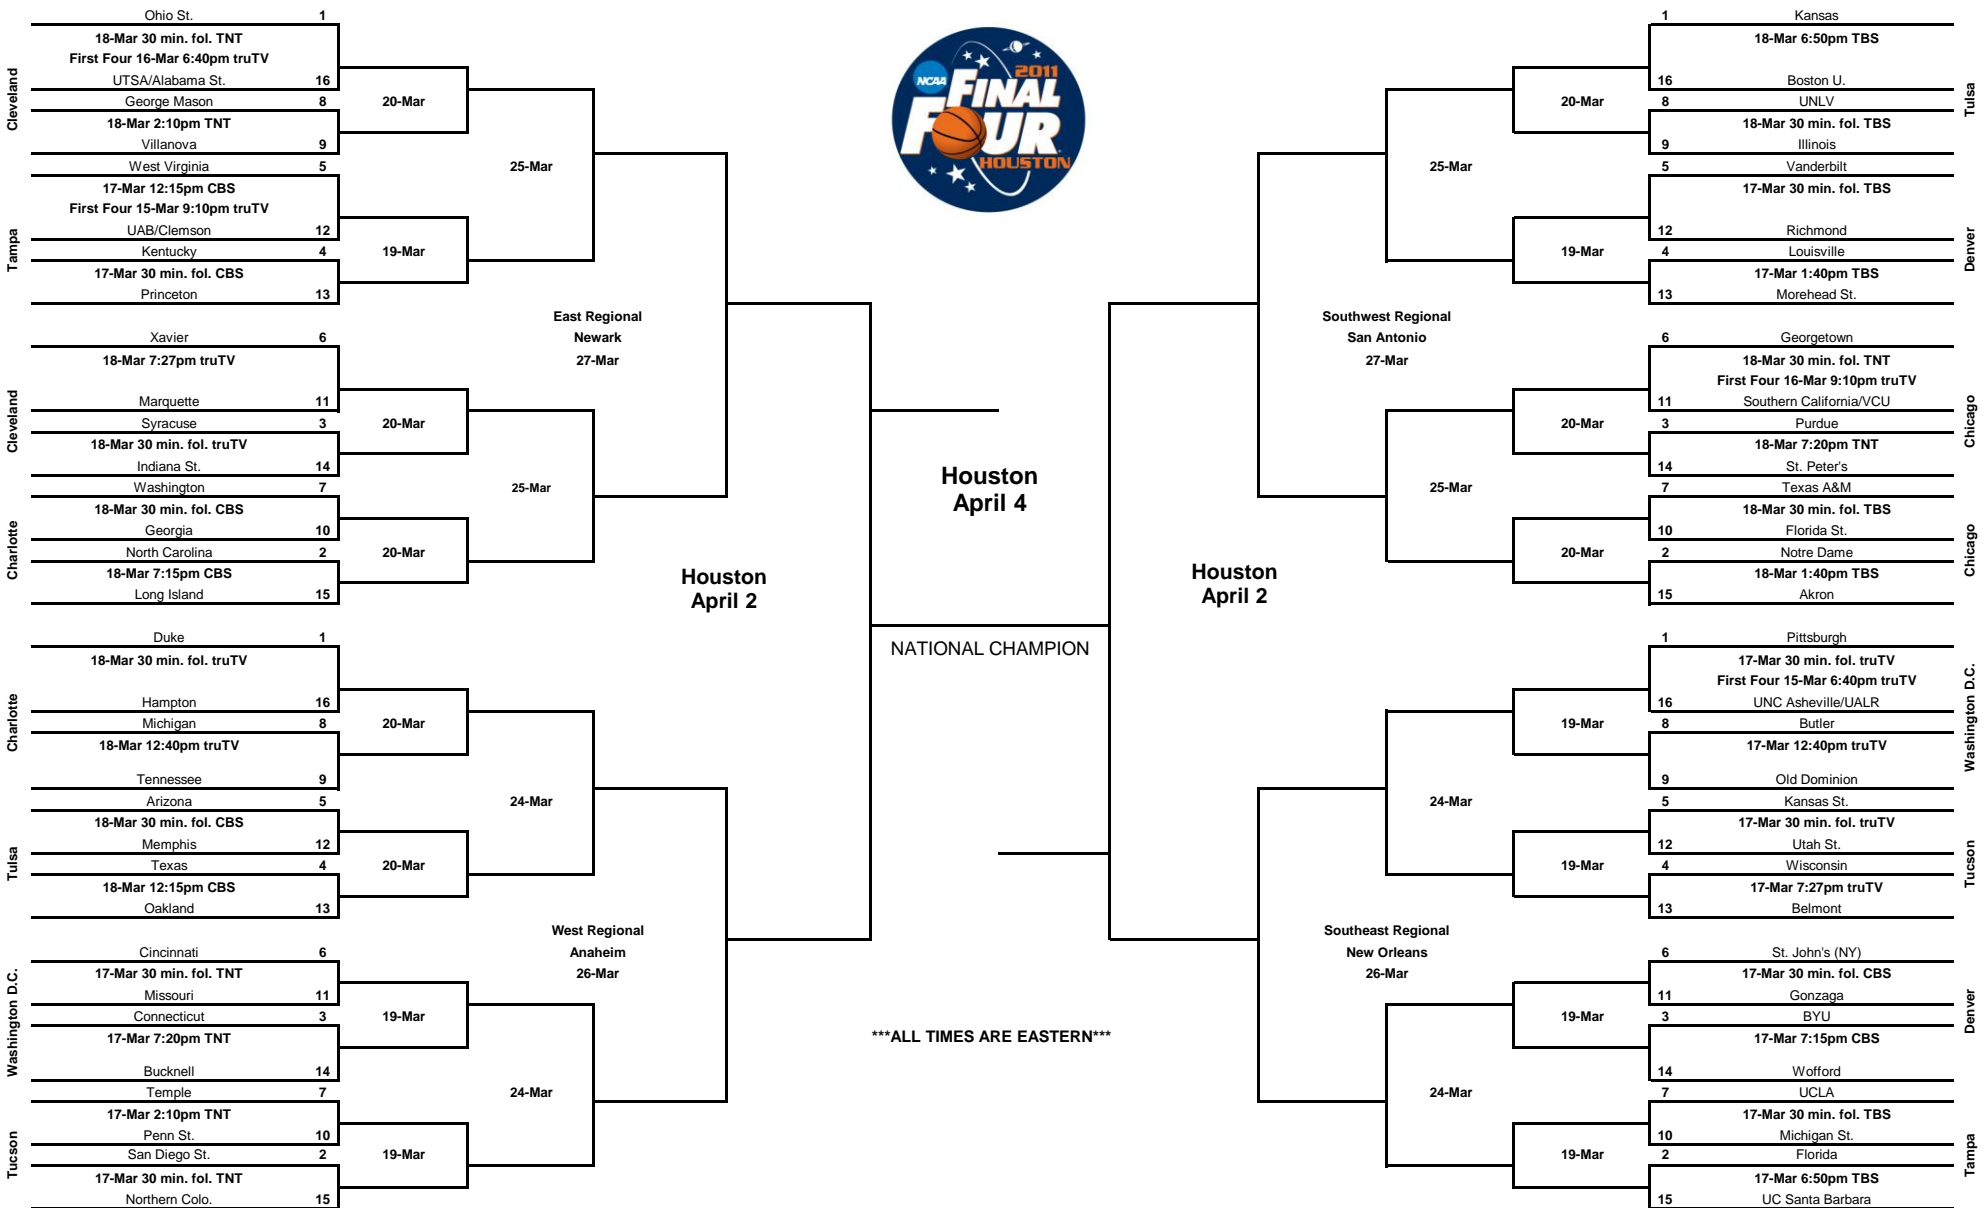 Cleveland
Ohio St. 1
18-Mar 30 min. fol. TNT
First Four 16-Mar 6:40pm truTV
UTSA/Alabama St. 16
George Mason 8
18-Mar 2:10pm TNT
Villanova 9
20-Mar
Tampa
West Virginia 5
17-Mar 12:15pm CBS
First Four 15-Mar 9:10pm truTV
UAB/Clemson 12
Kentucky 4
17-Mar 30 min. fol. CBS
Princeton 13
19-Mar
25-Mar
East Regional
Newark
27-Mar
Cleveland
Xavier 6
18-Mar 7:27pm truTV
Marquette 11
Syracuse 3
18-Mar 30 min. fol. truTV
Indiana St. 14
20-Mar
Charlotte
Washington 7
18-Mar 30 min. fol. CBS
Georgia 10
North Carolina 2
18-Mar 7:15pm CBS
Long Island 15
20-Mar
25-Mar
Charlotte
Duke 1
18-Mar 30 min. fol. truTV
Hampton 16
Michigan 8
18-Mar 12:40pm truTV
Tennessee 9
20-Mar
Tulsa
Arizona 5
18-Mar 30 min. fol. CBS
Memphis 12
Texas 4
18-Mar 12:15pm CBS
Oakland 13
20-Mar
24-Mar
West Regional
Anaheim
26-Mar
Washington D.C.
Cincinnati 6
17-Mar 30 min. fol. TNT
Missouri 11
Connecticut 3
17-Mar 7:20pm TNT
Bucknell 14
19-Mar
Tucson
Temple 7
17-Mar 2:10pm TNT
Penn St. 10
San Diego St. 2
17-Mar 30 min. fol. TNT
Northern Colo. 15
19-Mar
24-Mar
Houston
April 2
NCAA
2011
FINAL
FOUR
HOUSTON
Houston
April 4
NATIONAL CHAMPION
***ALL TIMES ARE EASTERN***
Houston
April 2
1 Kansas
18-Mar 6:50pm TBS
16 Boston U.
8 UNLV
18-Mar 30 min. fol. TBS
9 Illinois
Tulsa
20-Mar
5 Vanderbilt
17-Mar 30 min. fol. TBS
12 Richmond
4 Louisville
17-Mar 1:40pm TBS
13 Morehead St.
Denver
19-Mar
25-Mar
Southwest Regional
San Antonio
27-Mar
6 Georgetown
18-Mar 30 min. fol. TNT
First Four 16-Mar 9:10pm truTV
11 Southern California/VCU
3 Purdue
18-Mar 7:20pm TNT
14 St. Peter's
Chicago
20-Mar
7 Texas A&M
18-Mar 30 min. fol. TBS
10 Florida St.
2 Notre Dame
18-Mar 1:40pm TBS
15 Akron
Chicago
20-Mar
25-Mar
1 Pittsburgh
17-Mar 30 min. fol. truTV
First Four 15-Mar 6:40pm truTV
16 UNC Asheville/UALR
8 Butler
17-Mar 12:40pm truTV
9 Old Dominion
Washington D.C.
19-Mar
5 Kansas St.
17-Mar 30 min. fol. truTV
12 Utah St.
4 Wisconsin
17-Mar 7:27pm truTV
13 Belmont
Tucson
19-Mar
24-Mar
Southeast Regional
New Orleans
26-Mar
6 St. John's (NY)
17-Mar 30 min. fol. CBS
11 Gonzaga
3 BYU
17-Mar 7:15pm CBS
14 Wofford
Denver
19-Mar
7 UCLA
17-Mar 30 min. fol. TBS
10 Michigan St.
2 Florida
17-Mar 6:50pm TBS
15 UC Santa Barbara
Tampa
19-Mar
24-Mar